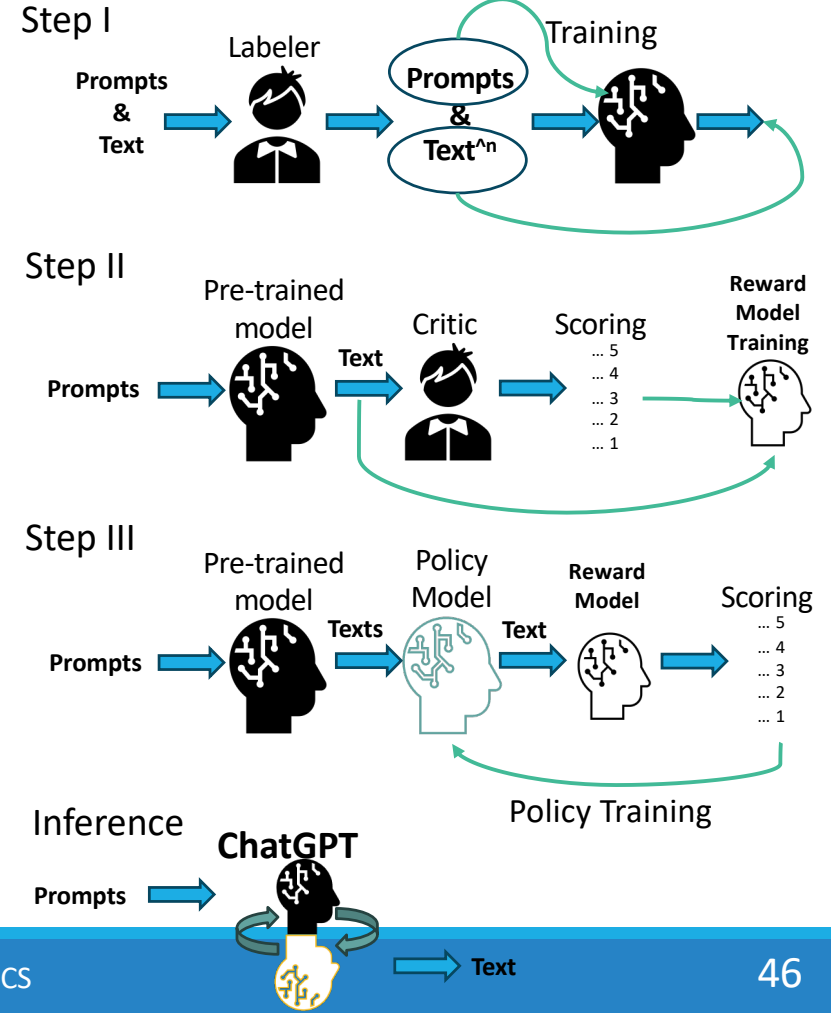 Step I
Labeler
Training
Prompts
&
Text
Prompts
&
Text^n
Step II
Pre-trained
model
Critic
Scoring
Reward
Model
Training
Prompts
Text
... 5
... 4
... 3
... 2
... 1
Step III
Pre-trained
model
Policy
Model
Reward
Model
Scoring
Prompts
Texts
Text
... 5
... 4
... 3
... 2
... 1
Policy Training
Inference
ChatGPT
Prompts
Text
CS
46